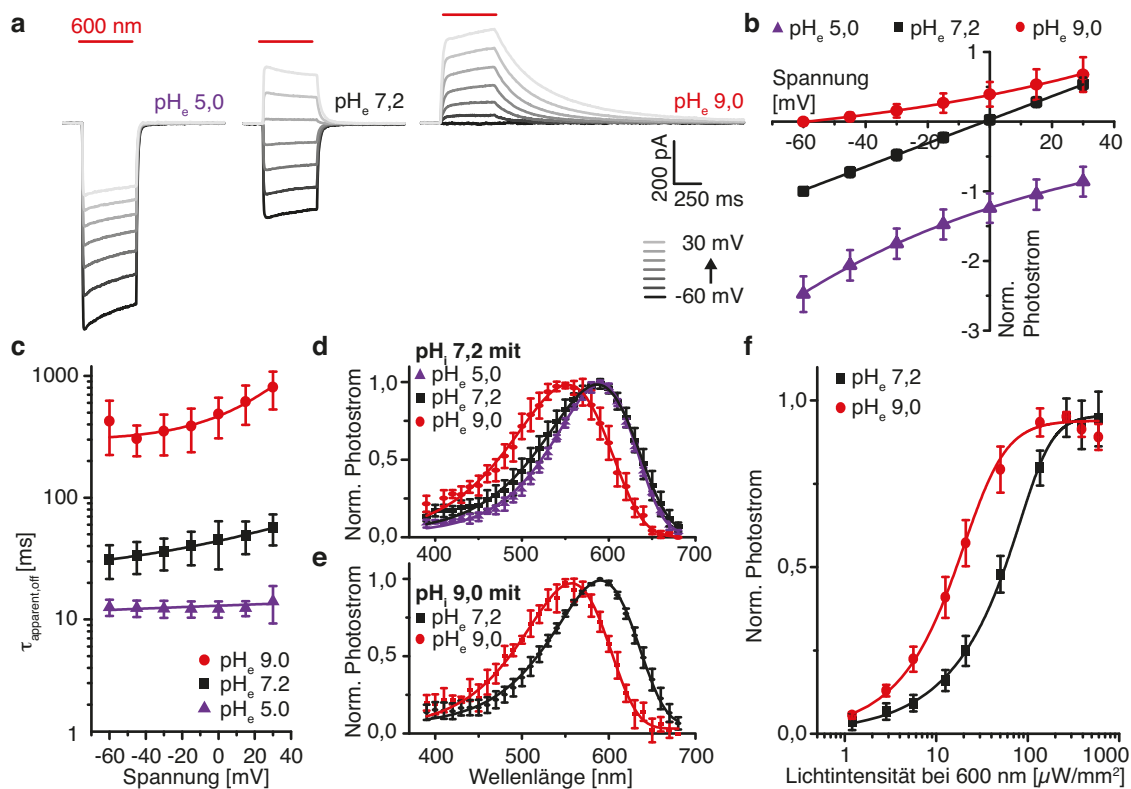 a
600 nm
pHe 5,0
pHe 7,2
pHe 9,0
200 pA
250 ms
30 mV
-60 mV
b
pHe 5,0 pHe 7,2 pHe 9,0
Spannung
[mV]
1
-60 -40 -20 20 40
-1
-2
-3
Norm.
Photostrom
c
1000
100
10
1
τapparent,off [ms]
pHe 9.0
pHe 7.2
pHe 5.0
-60 -40 -20 0 20 40
Spannung [mV]
d
pHi 7,2 mit
pHe 5,0
pHe 7,2
pHe 9,0
1,0
0,5
0,0
Norm. Photostrom
400 500 600 700
e
pHi 9,0 mit
pHe 7,2
pHe 9,0
1,0
0,5
0,0
Norm. Photostrom
400 500 600 700
Wellenlänge [nm]
f
pHe 7,2
pHe 9,0
1,0
0,5
0,0
Norm. Photostrom
1 10 100 1000
Lichtintensität bei 600 nm [µW/mm²]